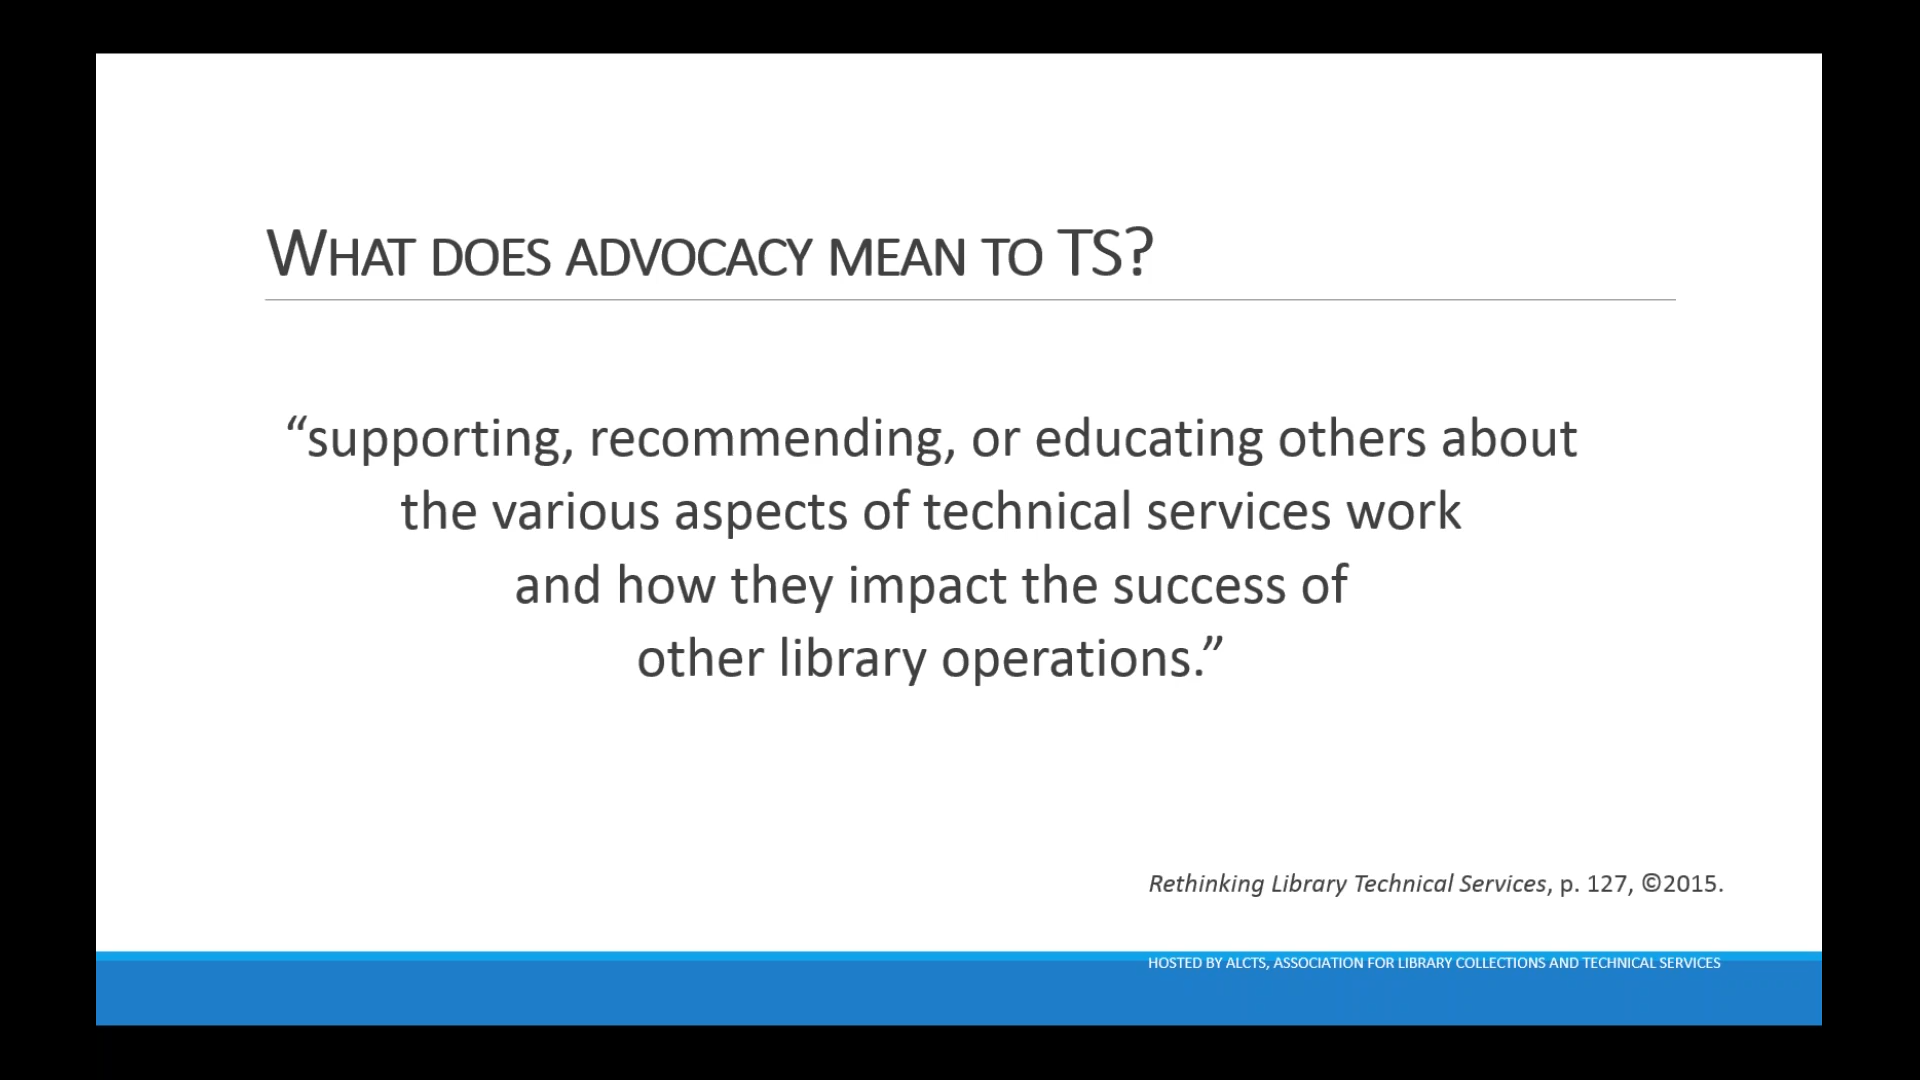 WHAT DOES ADVOCACY MEAN TO TS?
“supporting, recommending, or educating others about
the various aspects of technical services work
and how they impact the success of
other library operations.”
Rethinking Library Technical Services, p. 127, ©2015.
HOSTED BY ALCTS, ASSOCIATION FOR LIBRARY COLLECTIONS AND TECHNICAL SERVICES